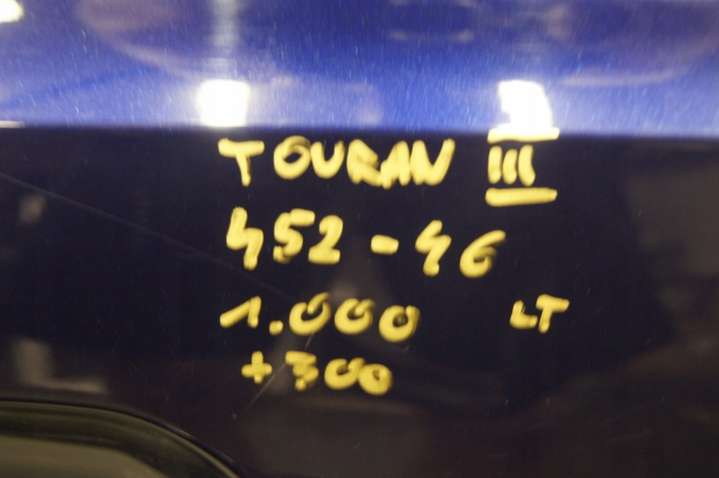 TOURAN III
452-46
1.000 LT
+300